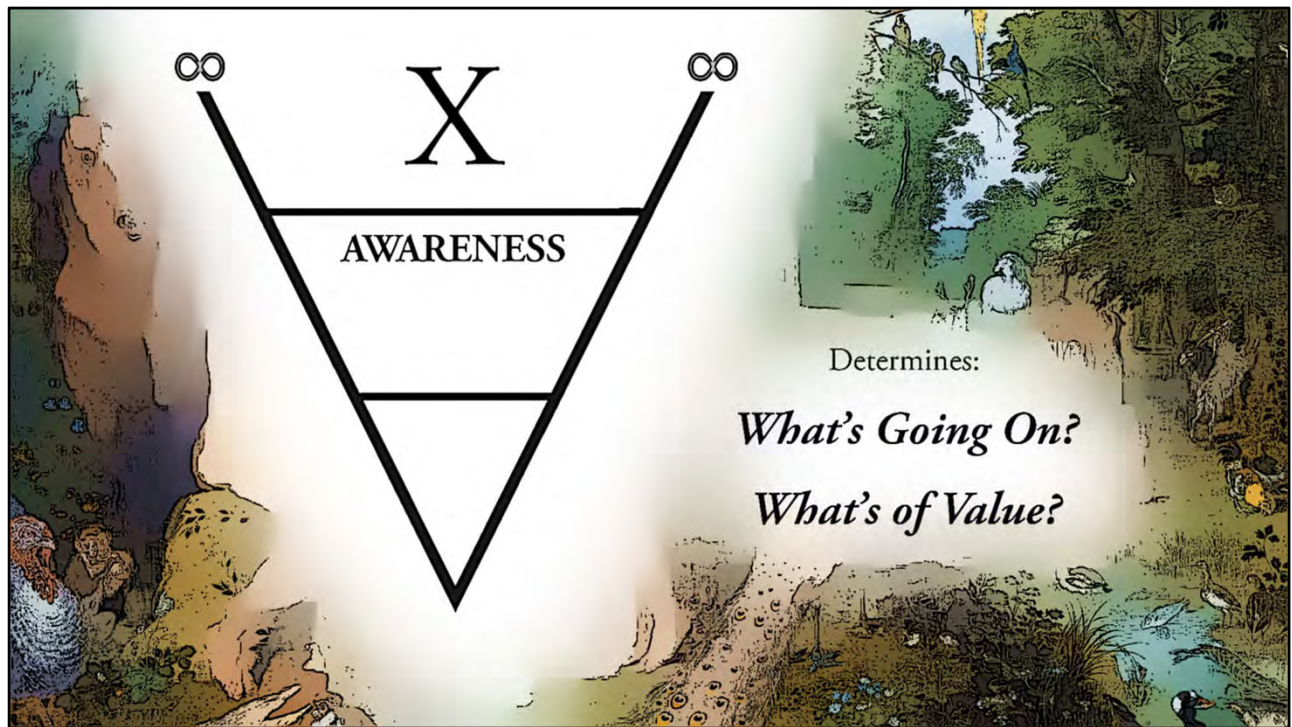 ∞ X ∞
AWARENESS
Determines:
What's Going On?
What's of Value?